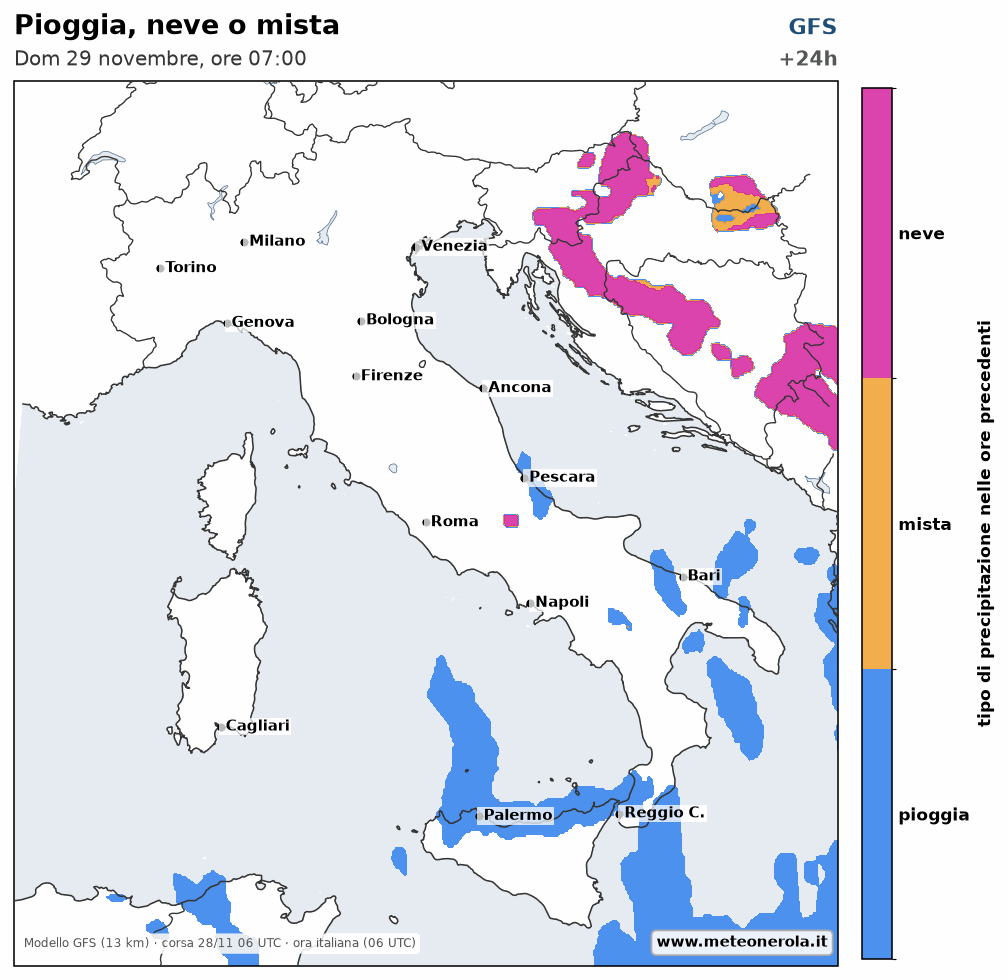 Pioggia, neve o mista
GFS
Dom 29 novembre, ore 07:00
+24h
neve
Milano
Venezia
Torino
Genova
Bologna
Firenze
Ancona
Pescara
Roma
mista
Bari
Napoli
Cagliari
Palermo
Reggio C.
pioggia
tipo di precipitazione nelle ore precedenti
Modello GFS (13 km) · corsa 28/11 06 UTC · ora italiana (06 UTC)
www.meteonerola.it